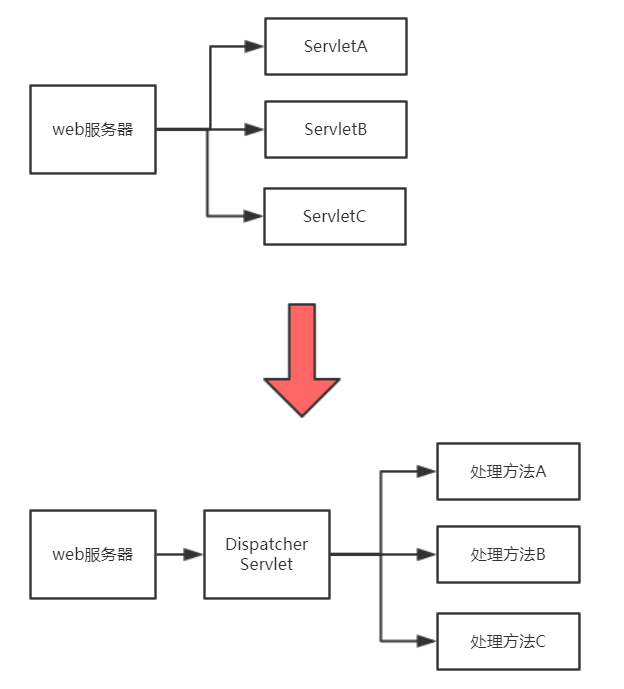 ServletA
web服务器
ServletB
ServletC
处理方法A
web服务器
Dispatcher
Servlet
处理方法B
处理方法C